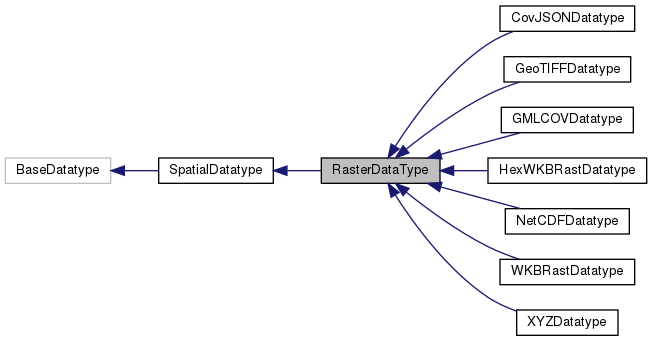 CovJSONDatatype
GeoTIFFDatatype
GMLCOVDatatype
BaseDatatype
SpatialDatatype
RasterDataType
HexWKBRastDatatype
NetCDFDatatype
WKBRastDatatype
XYZDatatype